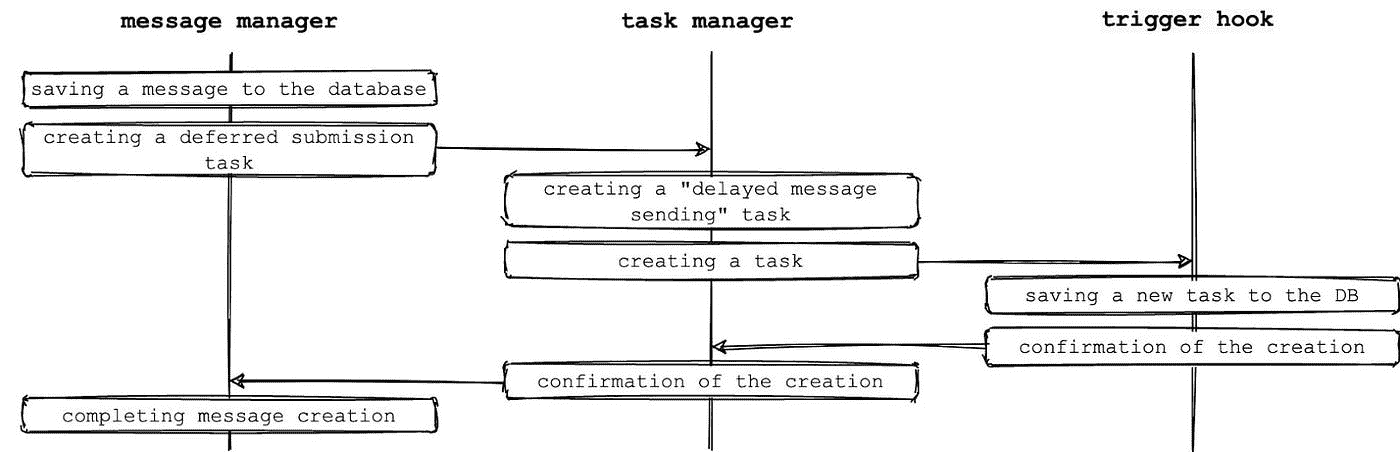 message manager
task manager
trigger hook
saving a message to the database
creating a deferred submission
task
creating a "delayed message
sending" task
creating a task
saving a new task to the DB
confirmation of the creation
confirmation of the creation
completing message creation